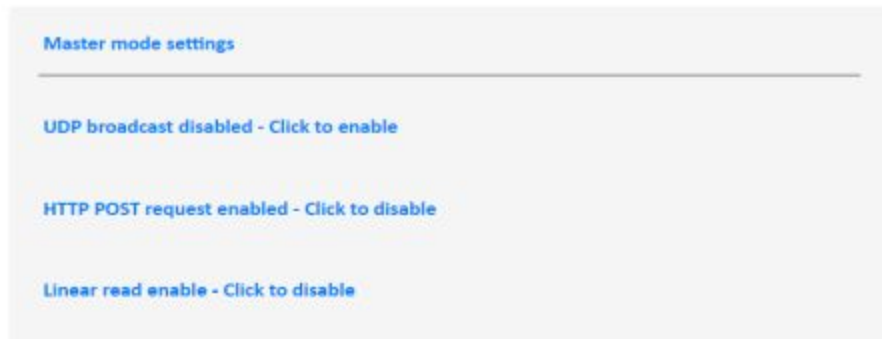 Master mode settings
UDP broadcast disabled - Click to enable
HTTP POST request enabled - Click to disable
Linear read enable - Click to disable